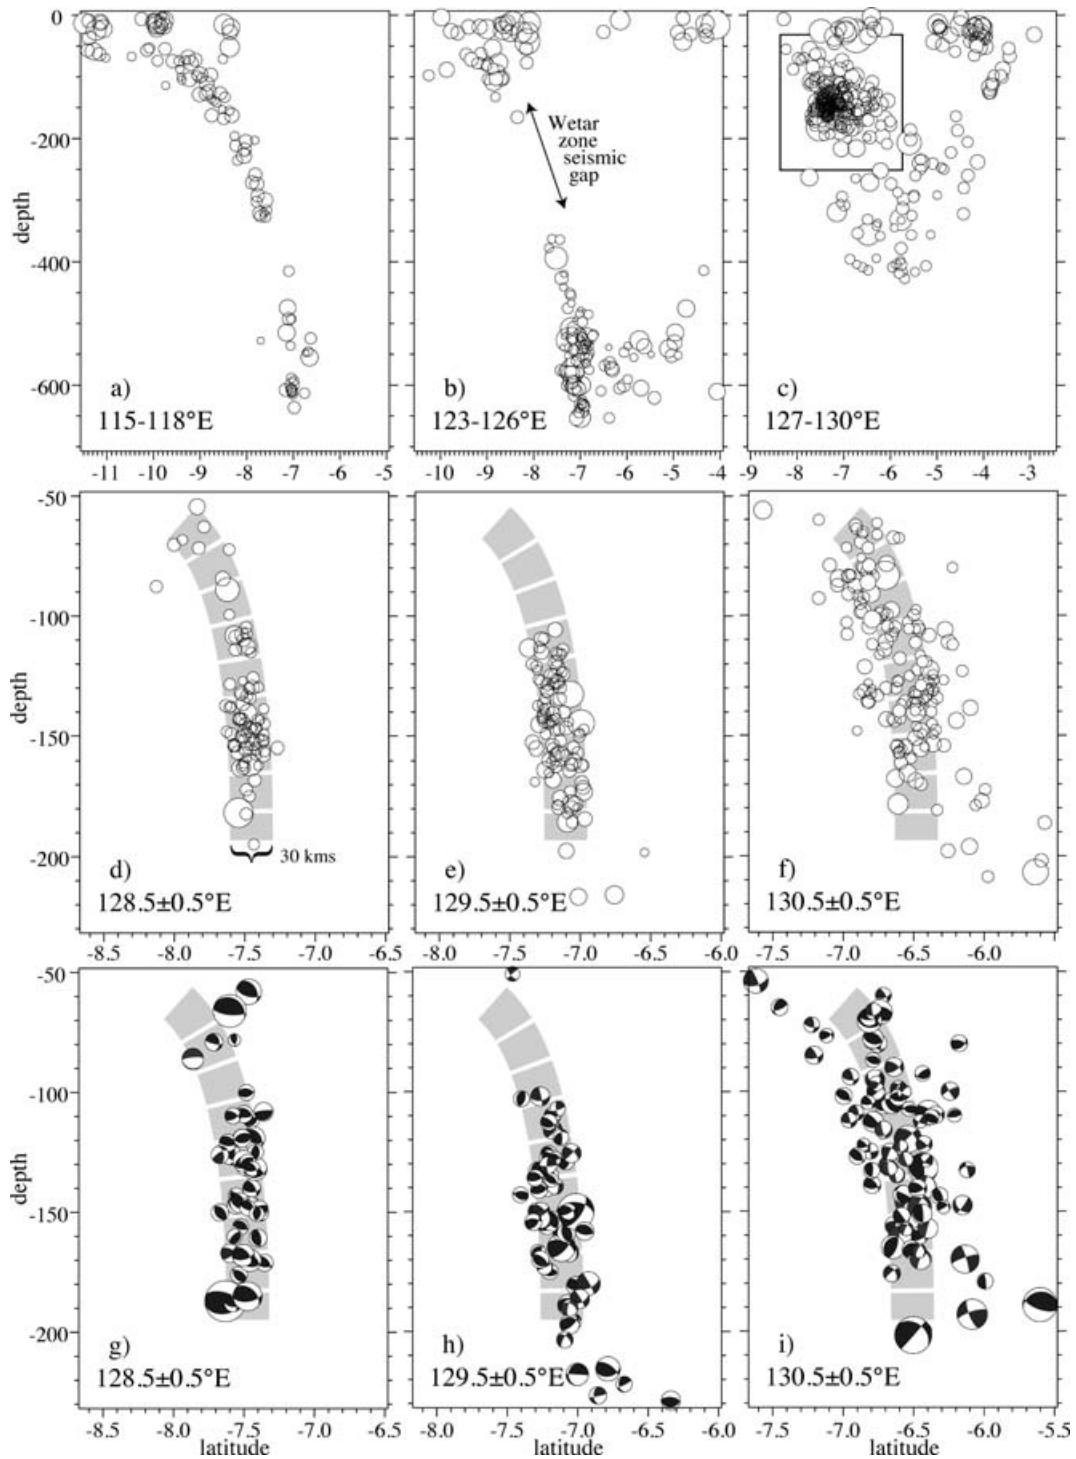 0
-200
-400
-600
depth
a)
115-118°E
-11 -10 -9 -8 -7 -6 -5
Wetar
zone
seismic
gap
b)
123-126°E
-10 -9 -8 -7 -6 -5 -4
c)
127-130°E
-9 -8 -7 -6 -5 -4 -3
-50
-100
-150
-200
depth
d)
128.5±0.5°E
30 kms
-8.5 -8.0 -7.5 -7.0 -6.5
e)
129.5±0.5°E
-8.0 -7.5 -7.0 -6.5 -6.0
f)
130.5±0.5°E
-7.5 -7.0 -6.5 -6.0 -5.5
-50
-100
-150
-200
depth
g)
128.5±0.5°E
-8.5 -8.0 -7.5 -7.0 -6.5
latitude
h)
129.5±0.5°E
-8.0 -7.5 -7.0 -6.5 -6.0
latitude
i)
130.5±0.5°E
-7.5 -7.0 -6.5 -6.0 -5.5
latitude